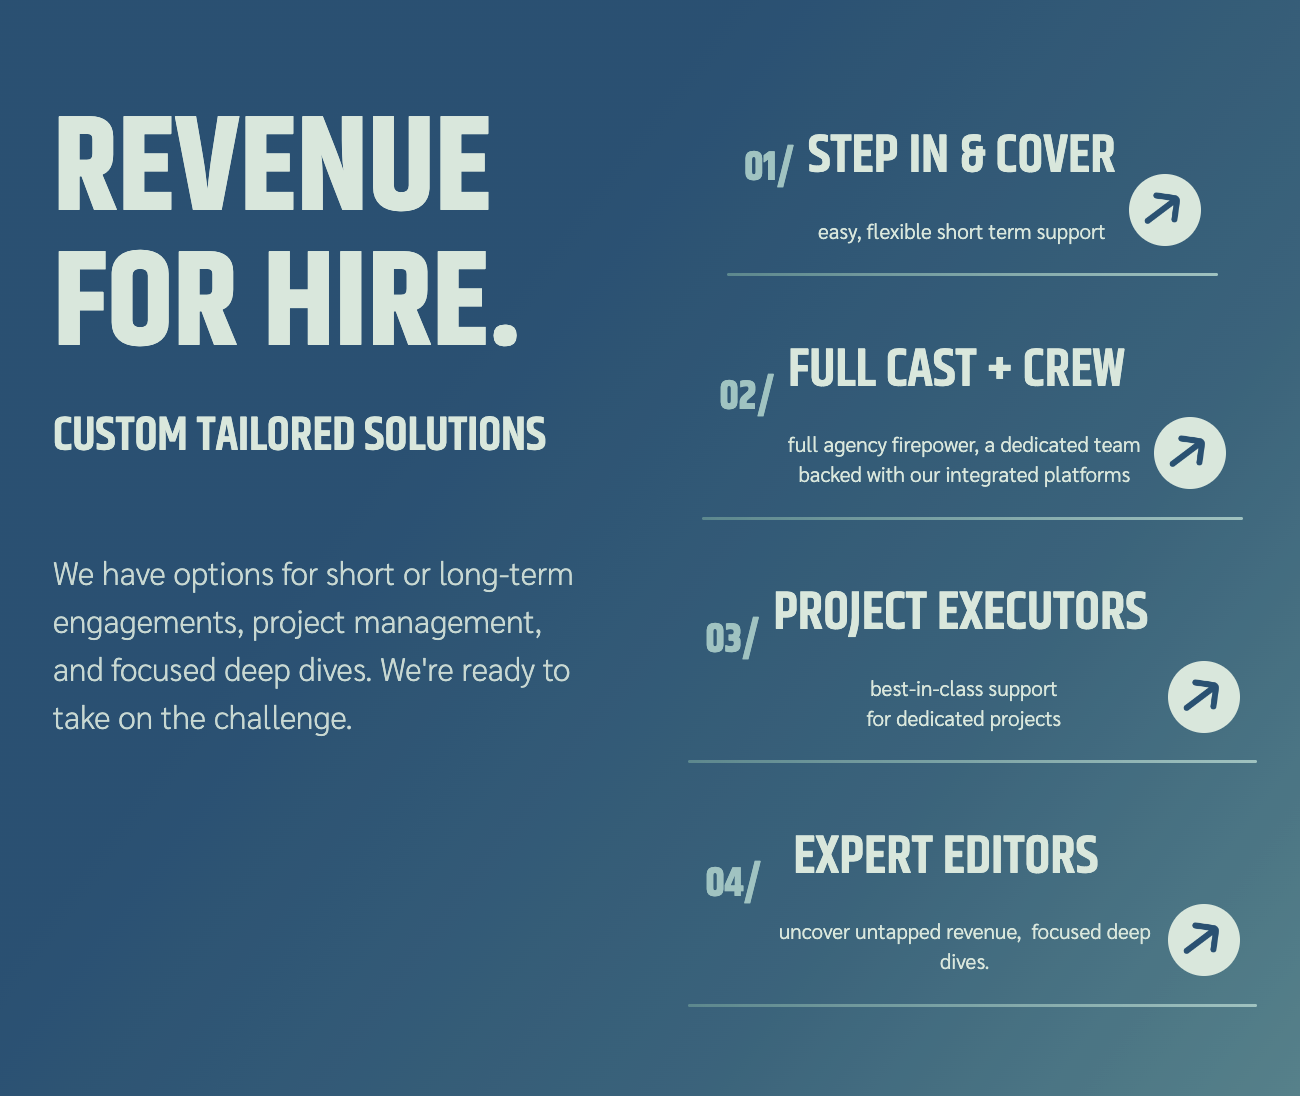 REVENUE
FOR HIRE.
CUSTOM TAILORED SOLUTIONS
We have options for short or long-term
engagements, project management,
and focused deep dives. We're ready to
take on the challenge.
01/ STEP IN & COVER
easy, flexible short term support
02/ FULL CAST + CREW
full agency firepower, a dedicated team
backed with our integrated platforms
03/ PROJECT EXECUTORS
best-in-class support
for dedicated projects
04/ EXPERT EDITORS
uncover untapped revenue,  focused deep
dives.